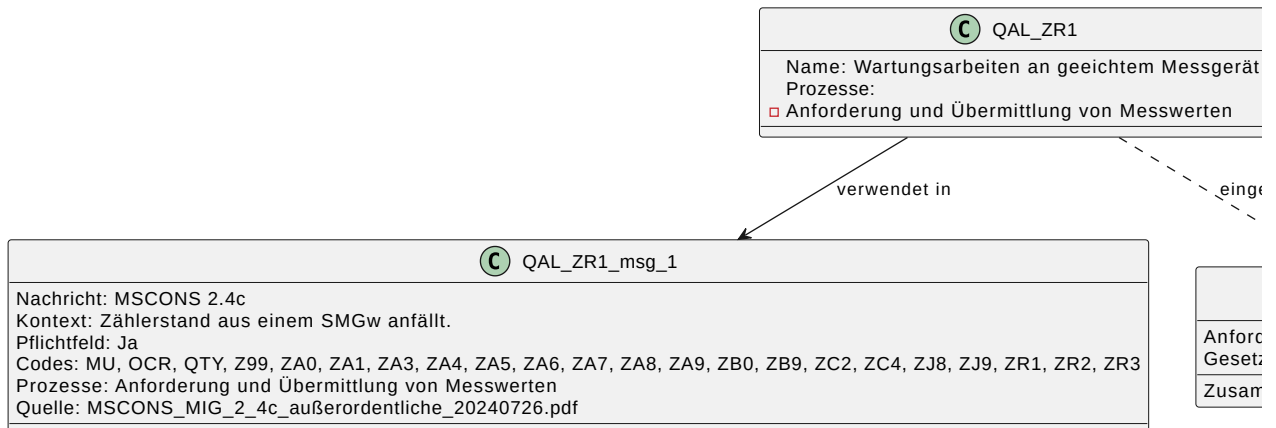 C QAL_ZR1
Name: Wartungsarbeiten an geeichtem Messgerät
Prozesse:
Anforderung und Übermittlung von Messwerten
verwendet in
C QAL_ZR1_msg_1
Nachricht: MSCONS 2.4c
Kontext: Zählerstand aus einem SMGw anfällt.
Pflichtfeld: Ja
Codes: MU, OCR, QTY, Z99, ZA0, ZA1, ZA3, ZA4, ZA5, ZA6, ZA7, ZA8, ZA9, ZB0, ZB9, ZC2, ZC4, ZJ8, ZJ9, ZR1, ZR2, ZR3
Prozesse: Anforderung und Übermittlung von Messwerten
Quelle: MSCONS_MIG_2_4c_außerordentliche_20240726.pdf